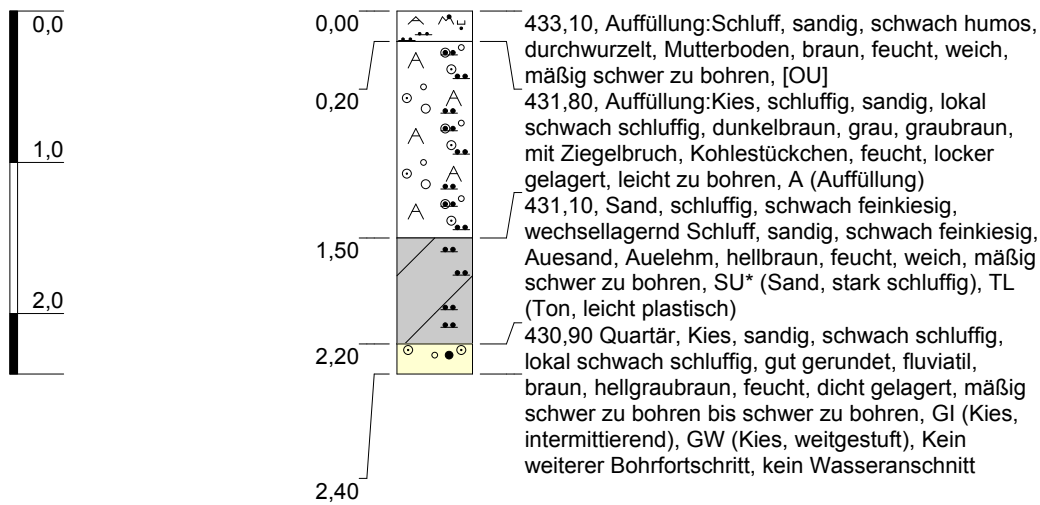 0,0
1,0
2,0
0,00
0,20
1,50
2,20
2,40
433,10, Auffüllung:Schluff, sandig, schwach humos,
durchwurzelt, Mutterboden, braun, feucht, weich,
mäßig schwer zu bohren, [OU]
431,80, Auffüllung:Kies, schluffig, sandig, lokal
schwach schluffig, dunkelbraun, grau, graubraun,
mit Ziegelbruch, Kohlestückchen, feucht, locker
gelagert, leicht zu bohren, A (Auffüllung)
431,10, Sand, schluffig, schwach feinkiesig,
wechsellagernd Schluff, sandig, schwach feinkiesig,
Auesand, Auelehm, hellbraun, feucht, weich, mäßig
schwer zu bohren, SU* (Sand, stark schluffig), TL
(Ton, leicht plastisch)
430,90 Quartär, Kies, sandig, schwach schluffig,
lokal schwach schluffig, gut gerundet, fluviatil,
braun, hellgraubraun, feucht, dicht gelagert, mäßig
schwer zu bohren bis schwer zu bohren, GI (Kies,
intermittierend), GW (Kies, weitgestuft), Kein
weiterer Bohrfortschritt, kein Wasseranschnitt